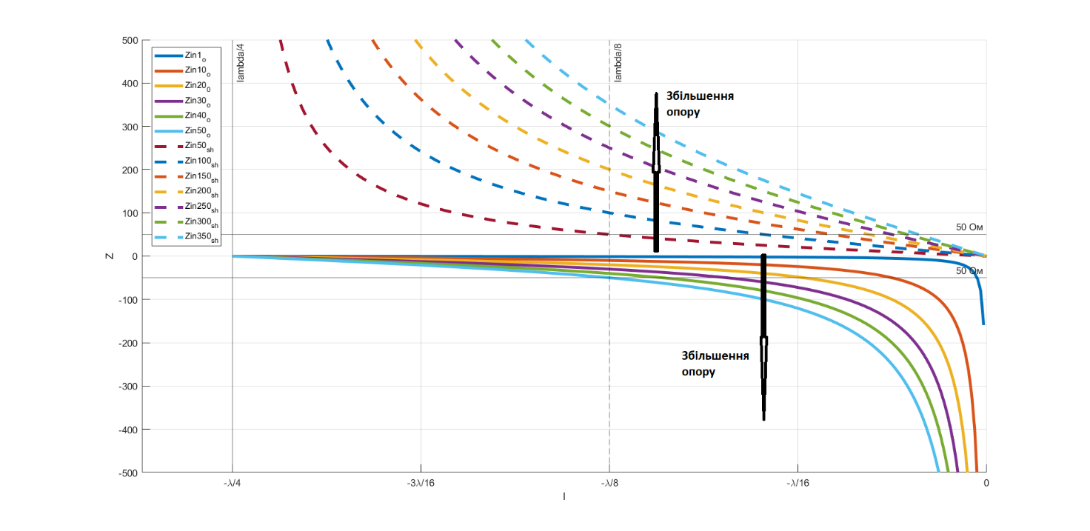 500
400
300
200
100
0
-100
-200
-300
-400
-500
Z
Zin1o
Zin10o
Zin20o
Zin30o
Zin40o
Zin50o
Zin50sh
Zin100sh
Zin150sh
Zin200sh
Zin250sh
Zin300sh
Zin350sh
lambda/4
lambda/8
Збільшення
опору
50 Ом
50 Ом
Збільшення
опору
-λ/4
-3λ/16
-λ/8
-λ/16
0
l